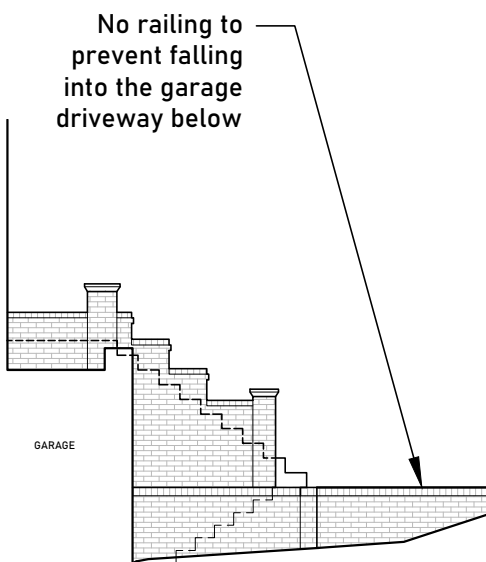 No railing to
prevent falling
into the garage
driveway below
GARAGE